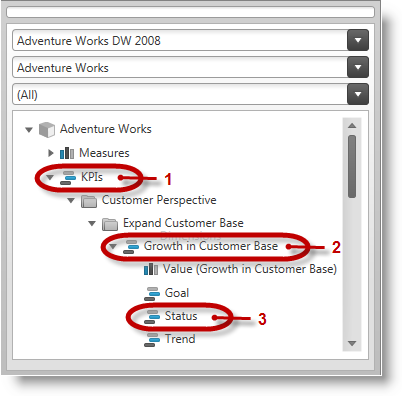 Adventure Works DW 2008
Adventure Works
(All)
Adventure Works
Measures
KPIs 1
Customer Perspective
Expand Customer Base
Growth in Customer Base 2
Value (Growth in Customer Base)
Goal
Status 3
Trend